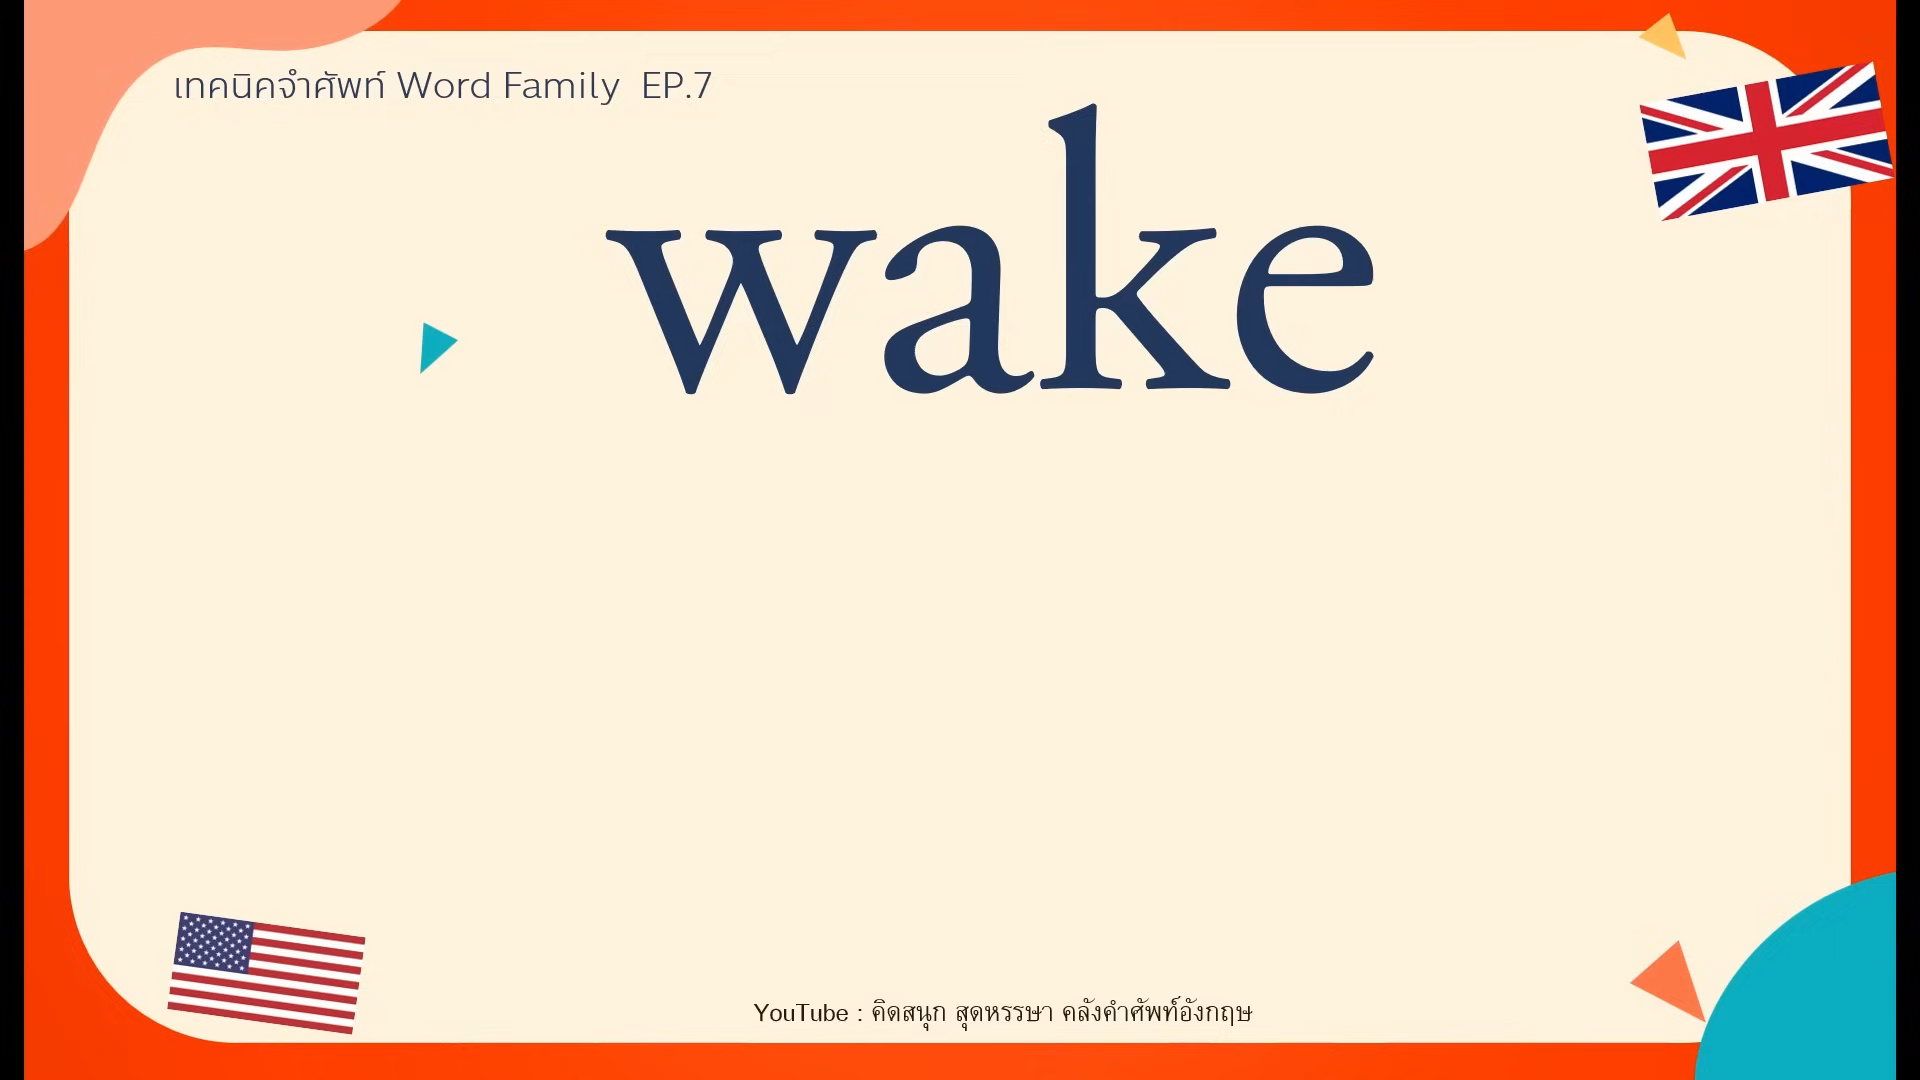 เทคนิคจำศัพท์ Word Family EP.7
wake
YouTube : คิดสนุก สุดหรรษา คลังคำศัพท์อังกฤษ